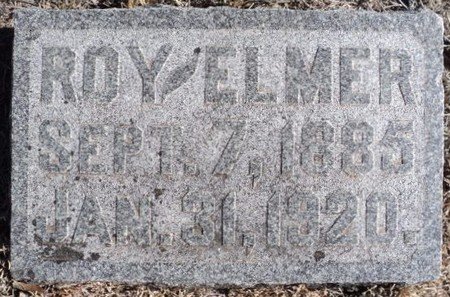 ROY ELMER
SEPT. 7, 1885
JAN. 31, 1920.